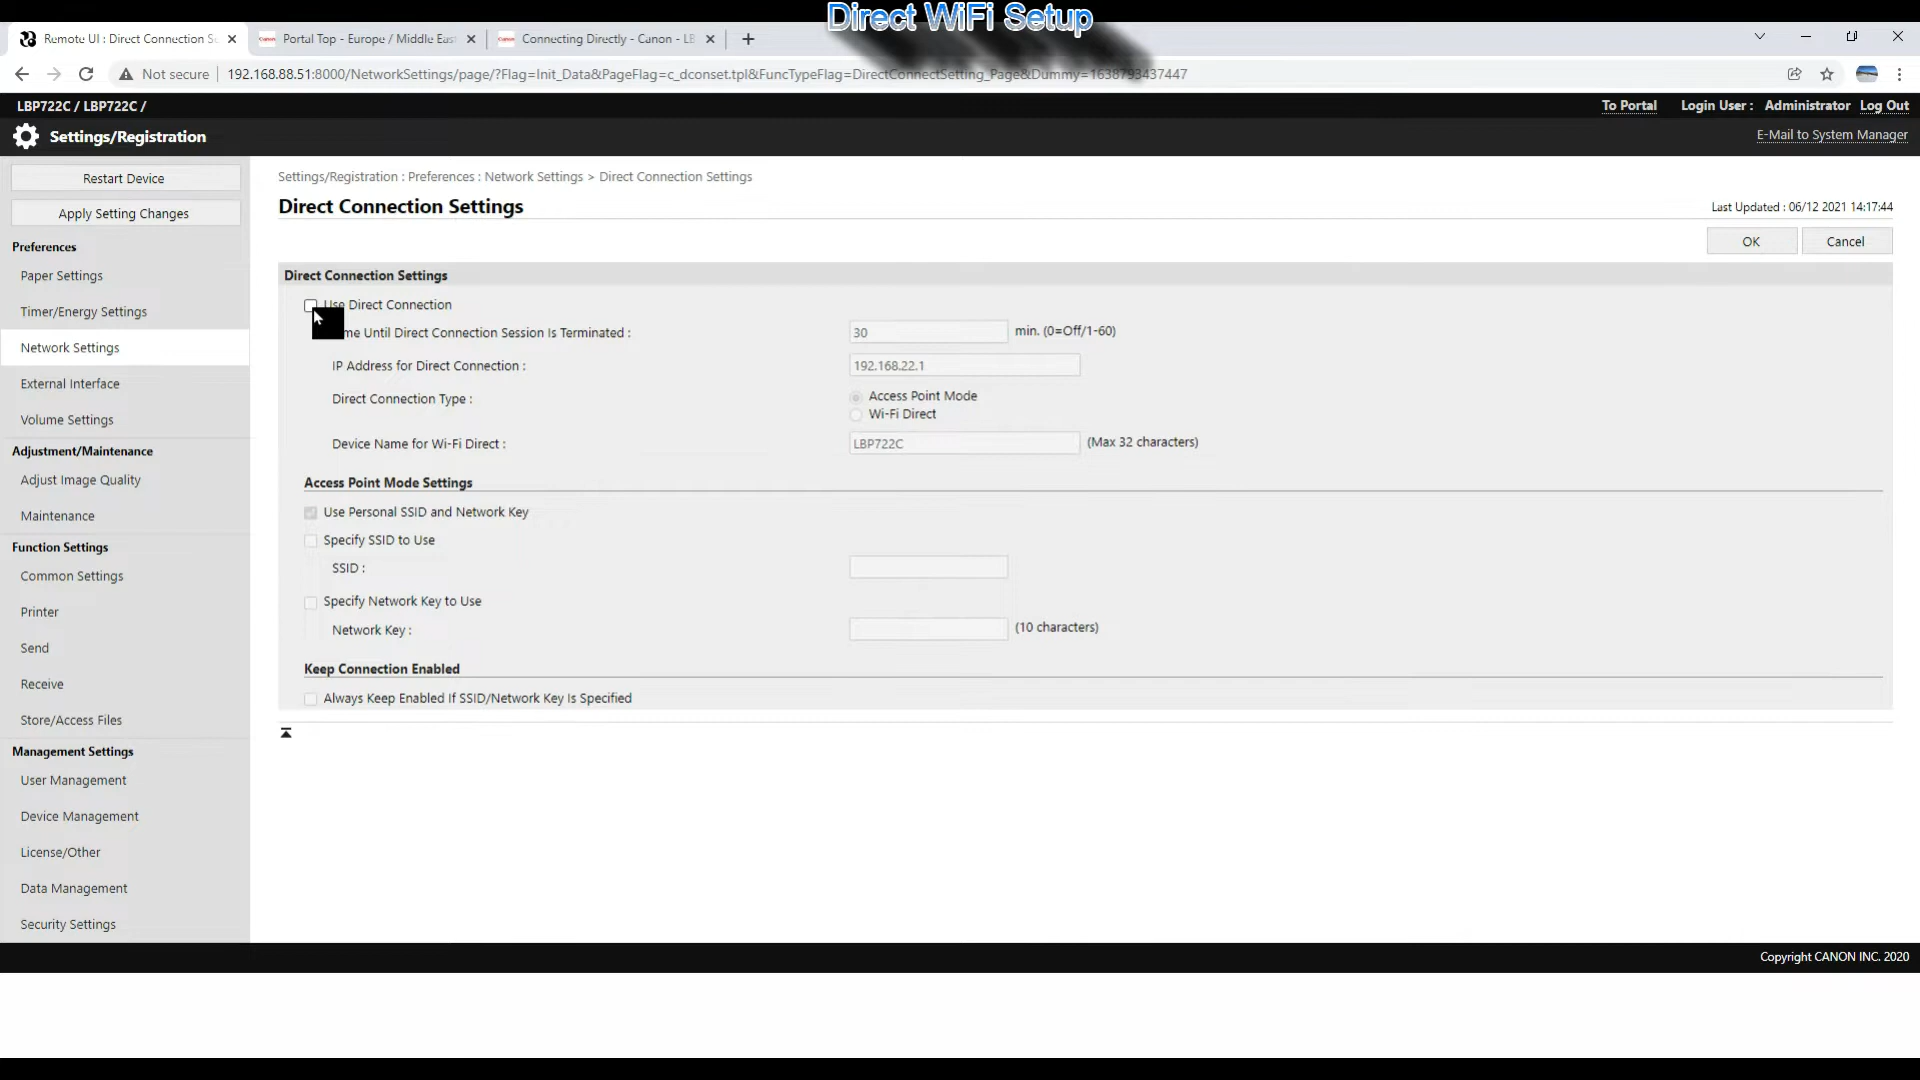 Direct WiFi Setup
Remote UI : Direct Connection S
Portal Top - Europe / Middle Eas
Connecting Directly - Canon - LB
Not secure
192.168.88.51:8000/NetworkSettings/page/?Flag=Init_Data&PageFlag=c_dconset.tpl&FuncTypeFlag=DirectConnectSetting_Page&Dummy=1638793437447
LBP722C / LBP722C /
To Portal Login User : Administrator Log Out
Settings/Registration
E-Mail to System Manager
Restart Device
Apply Setting Changes
Preferences
Paper Settings
Timer/Energy Settings
Network Settings
External Interface
Volume Settings
Adjustment/Maintenance
Adjust Image Quality
Maintenance
Function Settings
Common Settings
Printer
Send
Receive
Store/Access Files
Management Settings
User Management
Device Management
License/Other
Data Management
Security Settings
Settings/Registration : Preferences : Network Settings > Direct Connection Settings
Direct Connection Settings
Last Updated : 06/12 2021 14:17:44
OK Cancel
Direct Connection Settings
Use Direct Connection
me Until Direct Connection Session Is Terminated : 30 min. (0=Off/1-60)
IP Address for Direct Connection : 192.168.22.1
Direct Connection Type : Access Point Mode
Wi-Fi Direct
Device Name for Wi-Fi Direct : LBP722C (Max 32 characters)
Access Point Mode Settings
Use Personal SSID and Network Key
Specify SSID to Use
SSID :
Specify Network Key to Use
Network Key : (10 characters)
Keep Connection Enabled
Always Keep Enabled If SSID/Network Key Is Specified
Copyright CANON INC. 2020